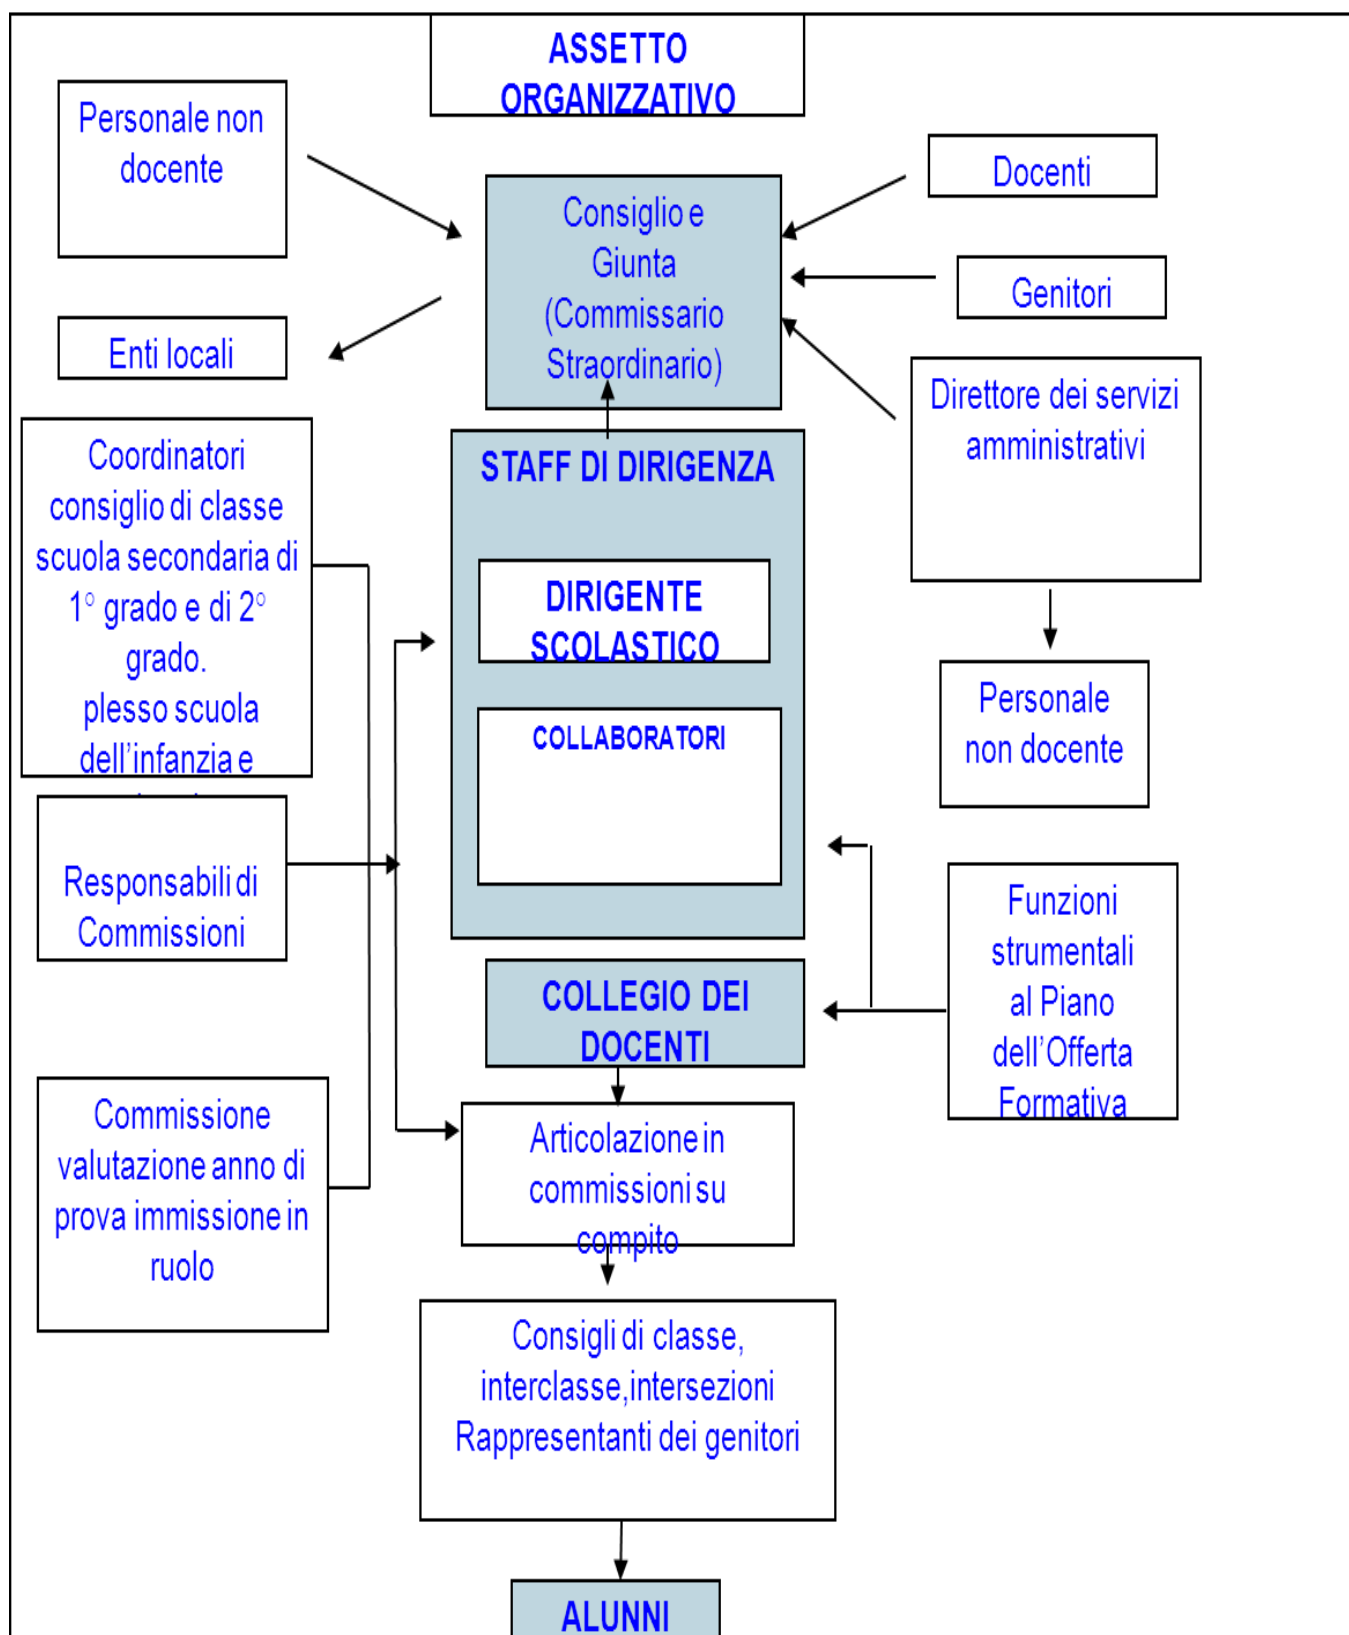 ASSETTO
ORGANIZZATIVO
Personale non
docente
Docenti
Consiglio e
Giunta
(Commissario
Straordinario)
Genitori
Enti locali
Direttore dei servizi
amministrativi
Coordinatori
consiglio di classe
scuola secondaria di
1° grado e di 2°
grado.
plesso scuola
dell'infanzia e
STAFF DI DIRIGENZA
DIRIGENTE
SCOLASTICO
COLLABORATORI
Personale
non docente
Responsabili di
Commissioni
Funzioni
strumentali
al Piano
dell'Offerta
Formativa
COLLEGIO DEI
DOCENTI
Commissione
valutazione anno di
prova immissione in
ruolo
Articolazione in
commissioni su
compito
Consigli di classe,
interclasse,intersezioni
Rappresentanti dei genitori
ALUNNI